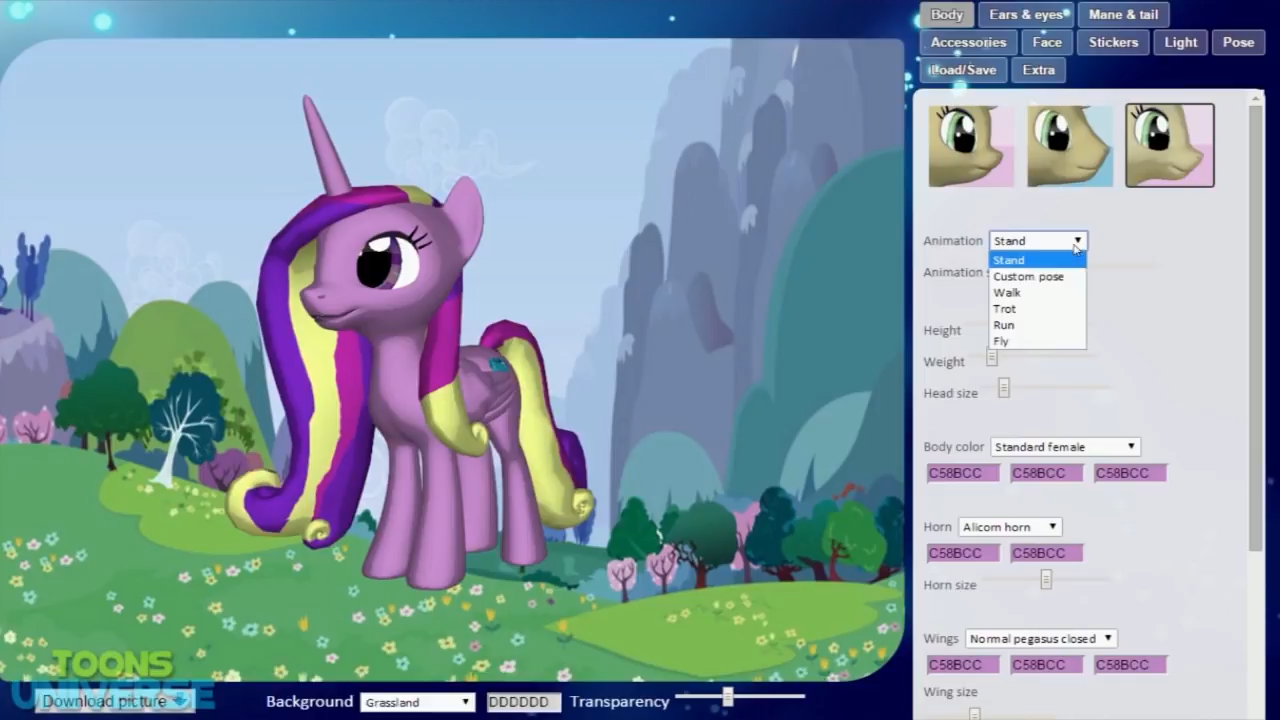 Body Ears & eyes Mane & tail
Accessories Face Stickers Light Pose
Load/Save Extra
Animation Stand
Stand
Animation
Custom pose
Walk
Trot
Run
Height
Fly
Weight
Head size
Body color Standard female
C58BCC C58BCC C58BCC
Horn Alicorn horn
C58BCC C58BCC
Horn size
Wings Normal pegasus closed
C58BCC C58BCC C58BCC
Wing size
TOONS
UNIVERSE
Download picture Background Grassland DDDDDD Transparency